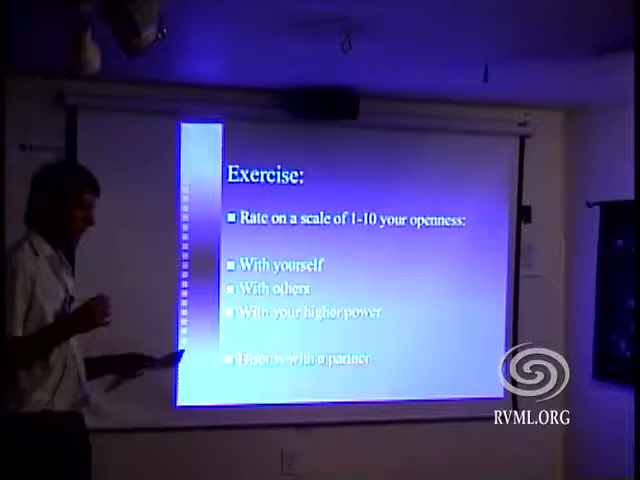 Exercise:
Rate on a scale of 1-10 your openness:
With yourself
With others
With your higher power
Discuss with a partner
RVML.ORG